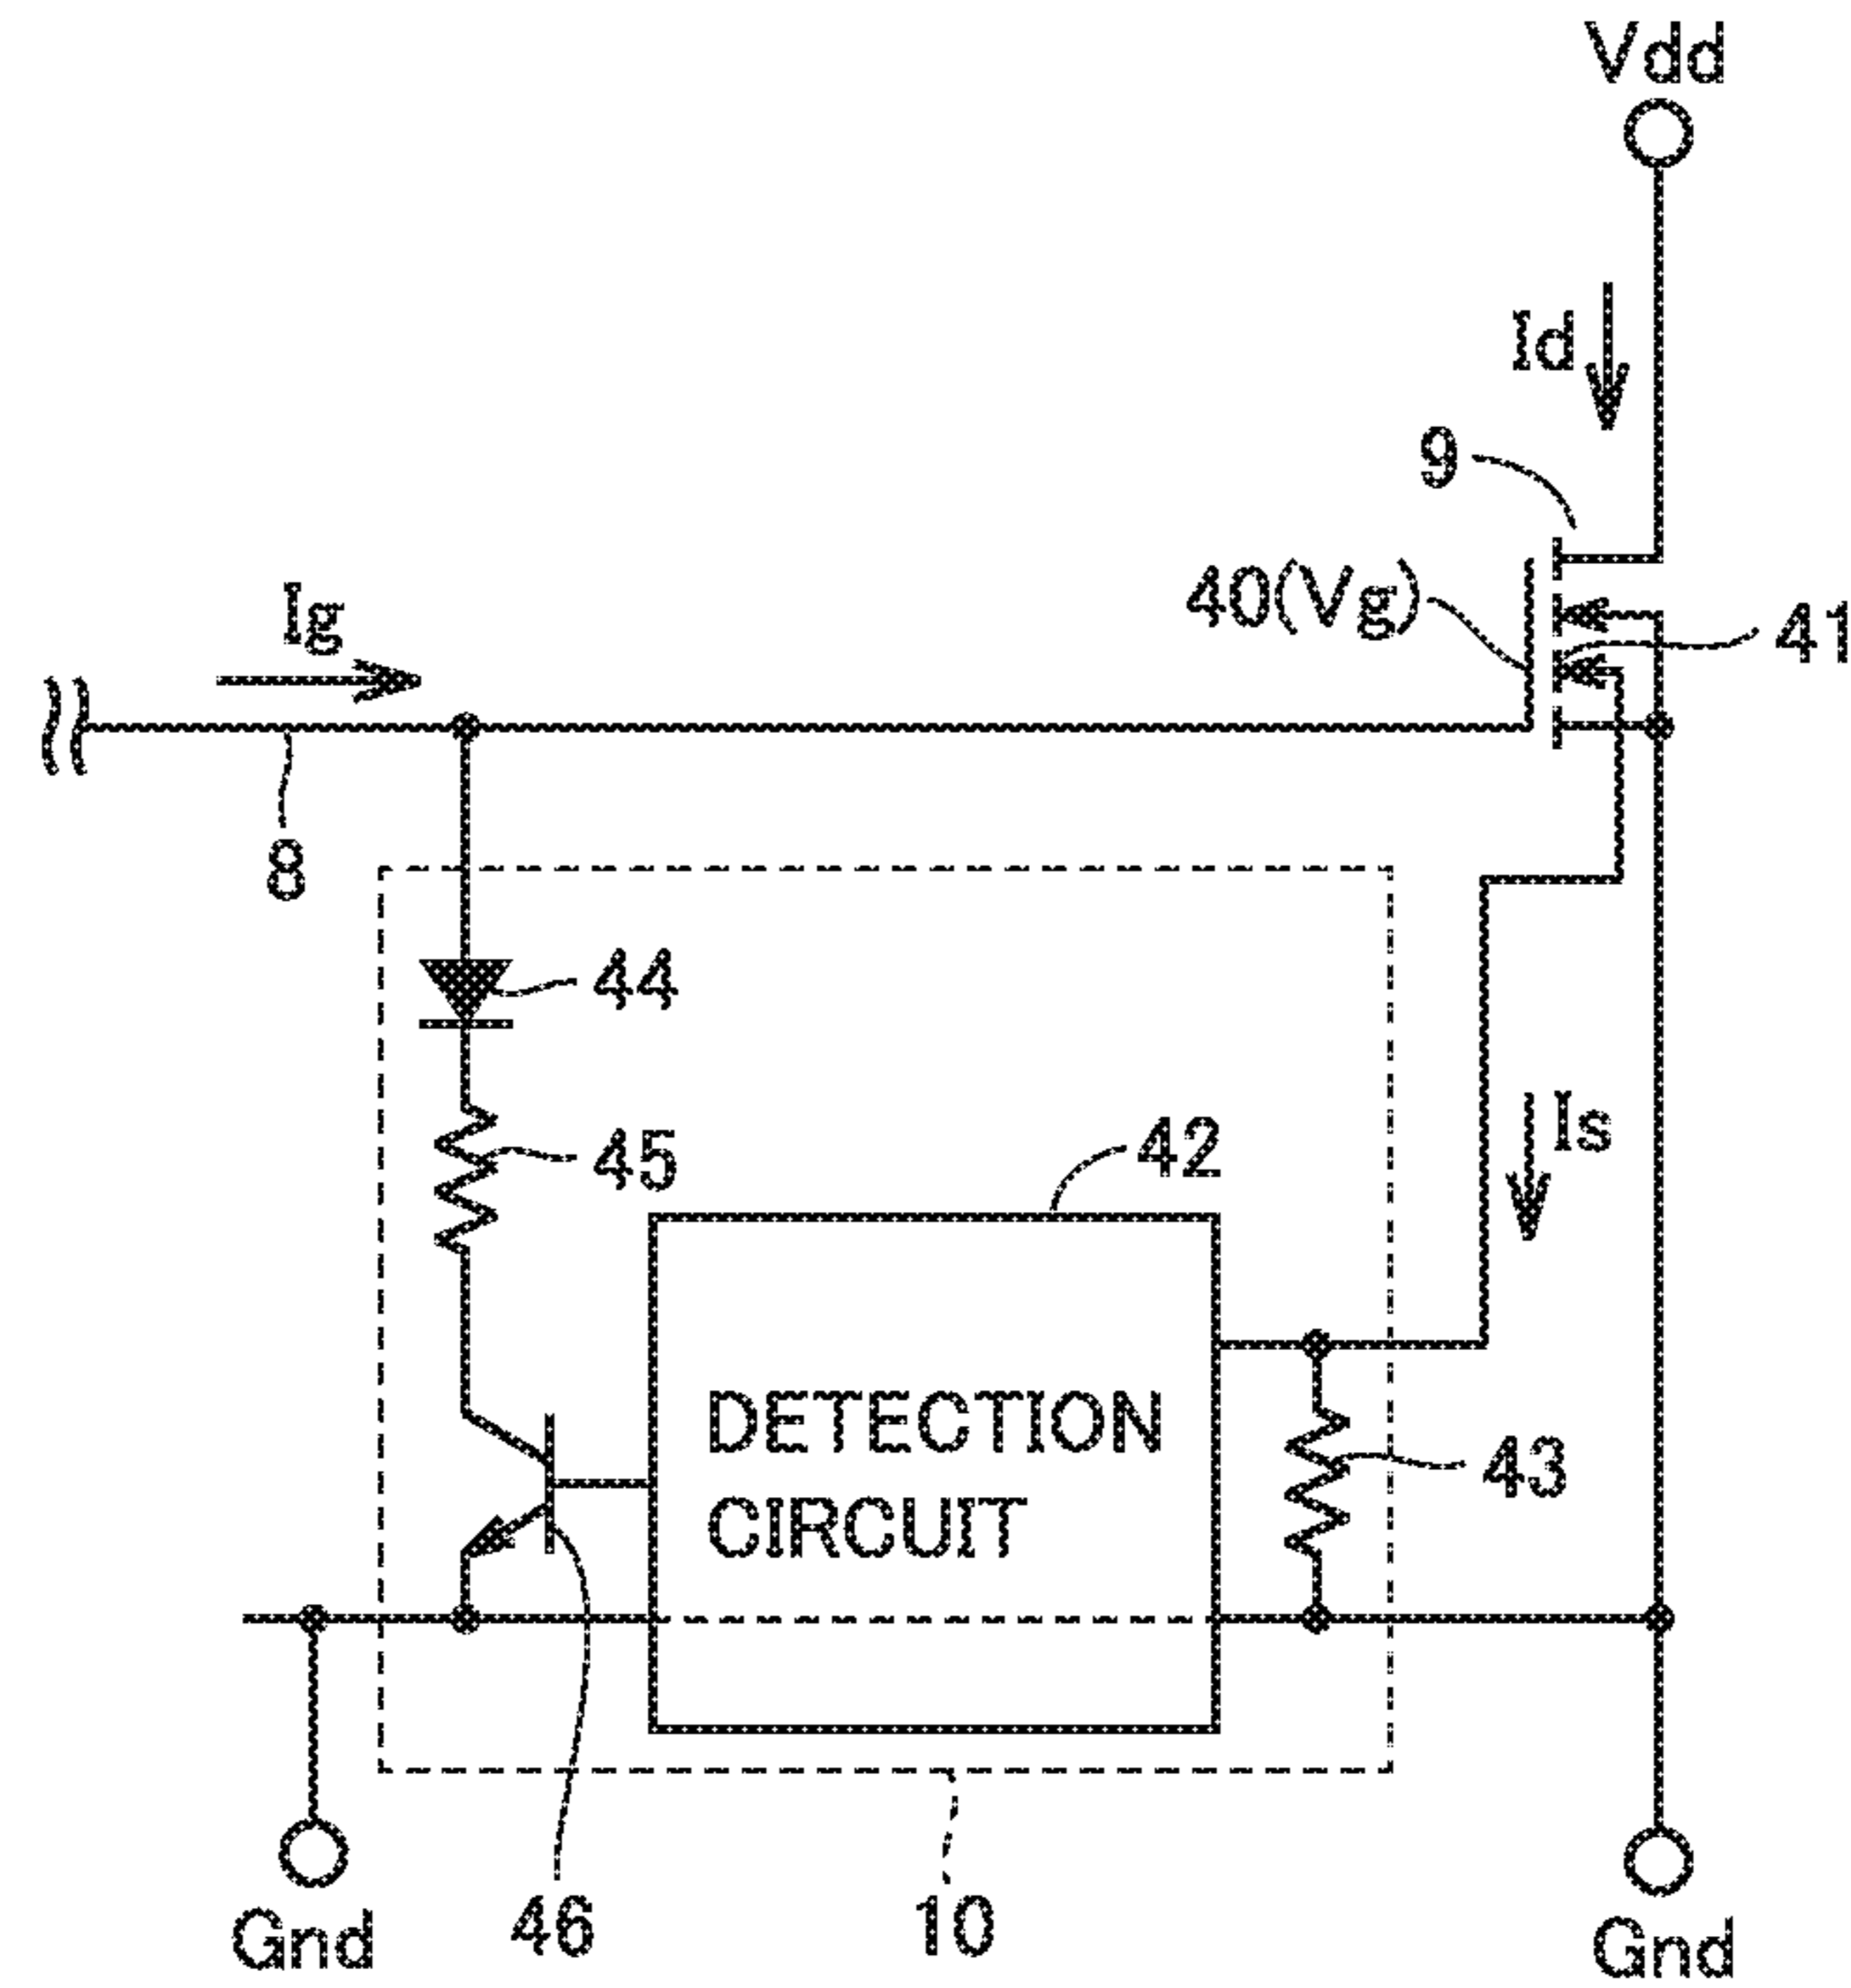 Vdd
Id
9
40(Vg)
41
Ig
8
44
45
42
Is
DETECTION
CIRCUIT
43
46
10
Gnd
Gnd